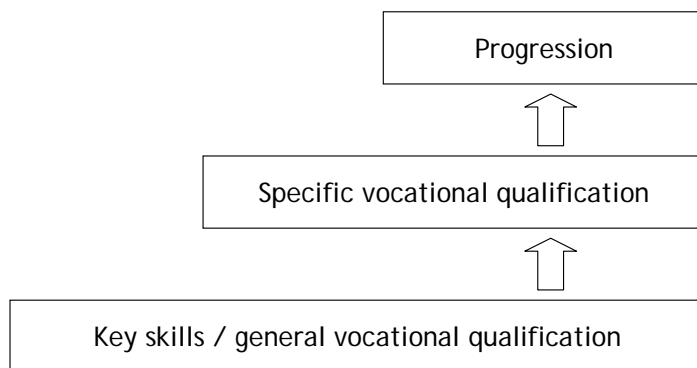 Progression
Specific vocational qualification
Key skills / general vocational qualification